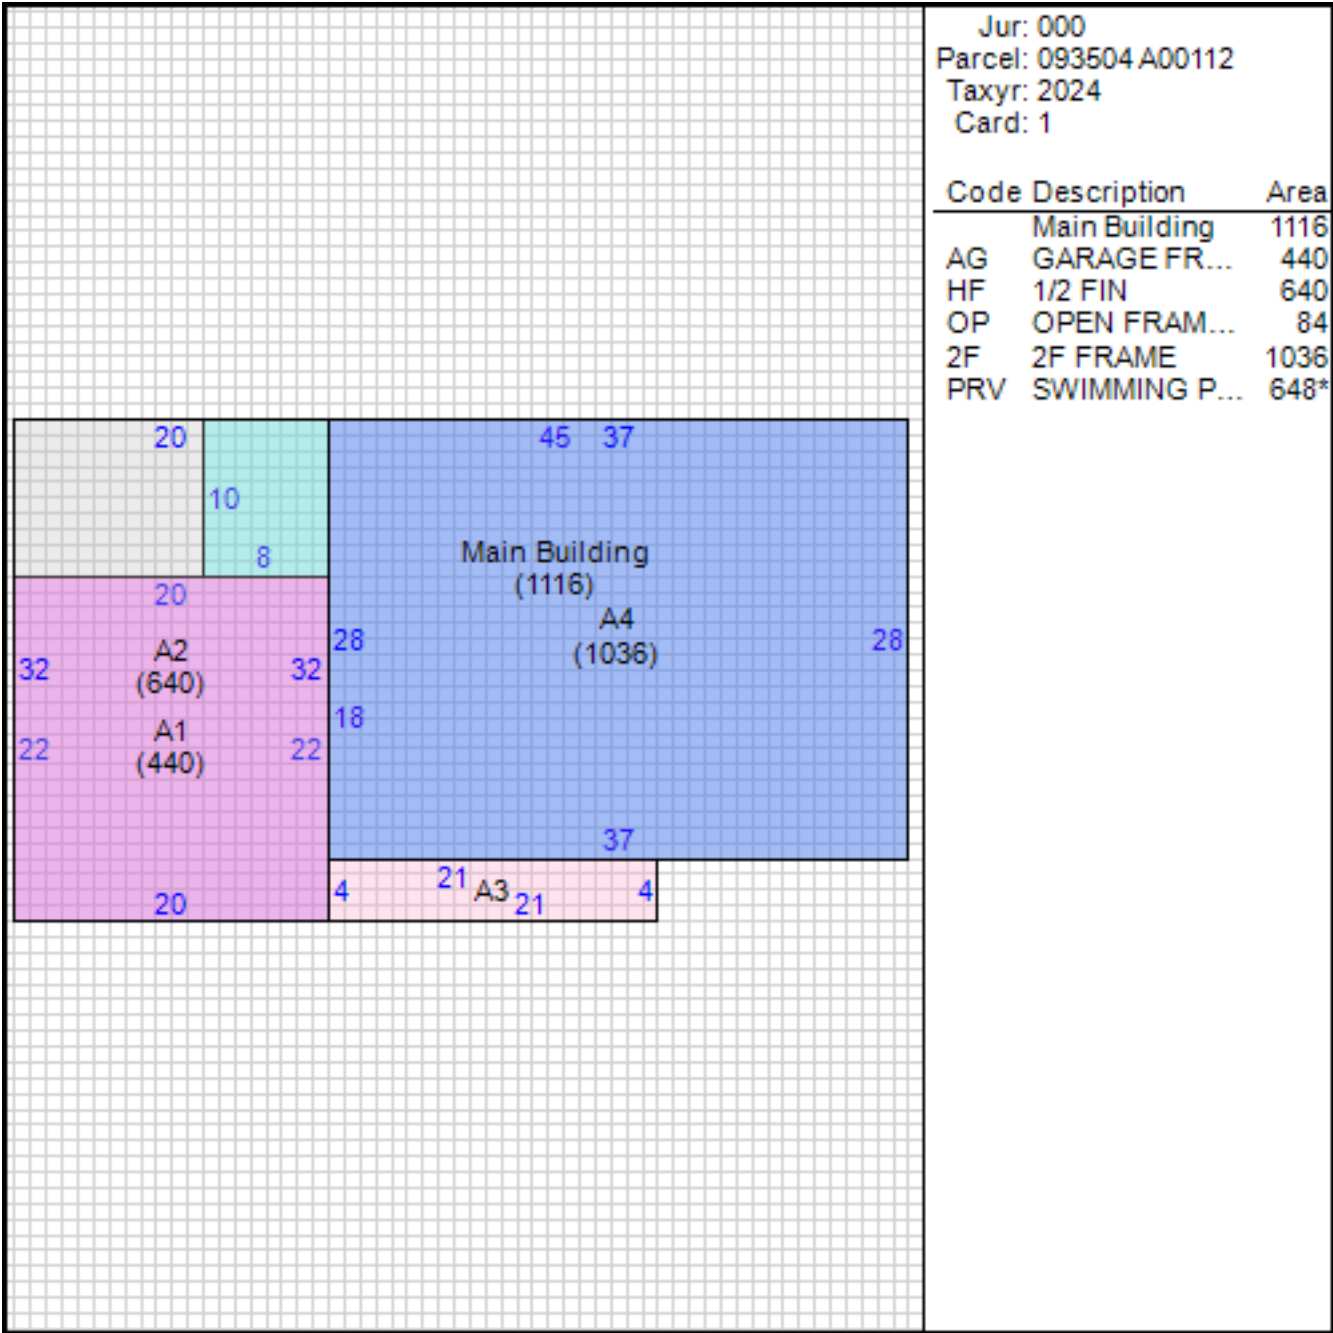 Jur: 000
Parcel: 093504 A00112
Taxyr: 2024
Card: 1
Code Description Area
Main Building 1116
AG GARAGE FR... 440
HF 1/2 FIN 640
OP OPEN FRAM... 84
2F 2F FRAME 1036
PRV SWIMMING P... 648*
20 45 37
10
8
Main Building
(1116)
20
A4
(1036)
28 28
A2
(640)
32 32
18
A1
(440)
22 22
37
20
4 21 A3 21 4